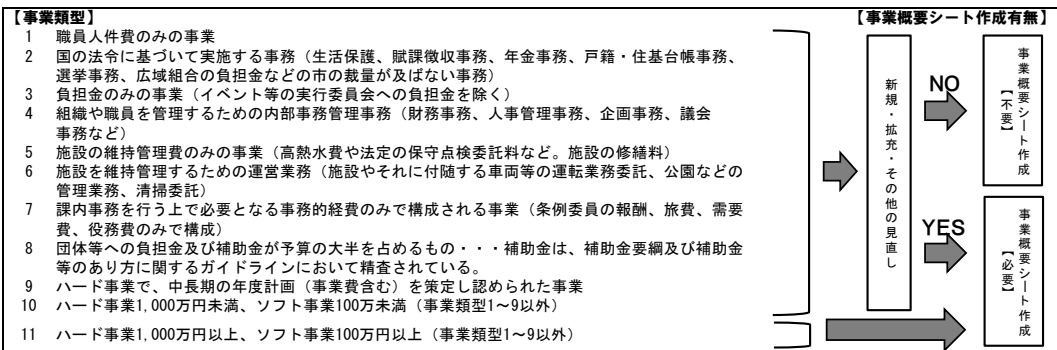 【事業類型】
【事業概要シート作成有無】
1 職員人件費のみの事業
2 国の法令に基づいて実施する事務（生活保護、賦課徴収事務、年金事務、戸籍・住基台帳事務、
選挙事務、広域組合の負担金などの市の裁量が及ばない事務）
3 負担金のみの事業（イベント等の実行委員会への負担金を除く）
4 組織や職員を管理するための内部事務管理事務（財務事務、人事管理事務、企画事務、議会
事務など）
5 施設の維持管理費のみの事業（高熱水費や法定の保守点検委託料など。施設の修繕料）
6 施設を維持管理するための運営業務（施設やそれに付随する車両等の運転業務委託、公園などの
管理業務、清掃委託）
7 課内事務を行う上で必要となる事務的経費のみで構成される事業（条例委員の報酬、旅費、需要
費、役務費のみで構成）
8 団体等への負担金及び補助金が予算の大半を占めるもの・・・補助金は、補助金要綱及び補助金
等のあり方に関するガイドラインにおいて精査されている。
9 ハード事業で、中長期の年度計画（事業費含む）を策定し認められた事業
10 ハード事業1,000万円未満、ソフト事業100万未満（事業類型1～9以外）
11 ハード事業1,000万円以上、ソフト事業100万円以上（事業類型1～9以外）
新規・拡充・その他の見直し
NO
事業概要シート作成
【不要】
YES
事業概要シート作成
【必要】